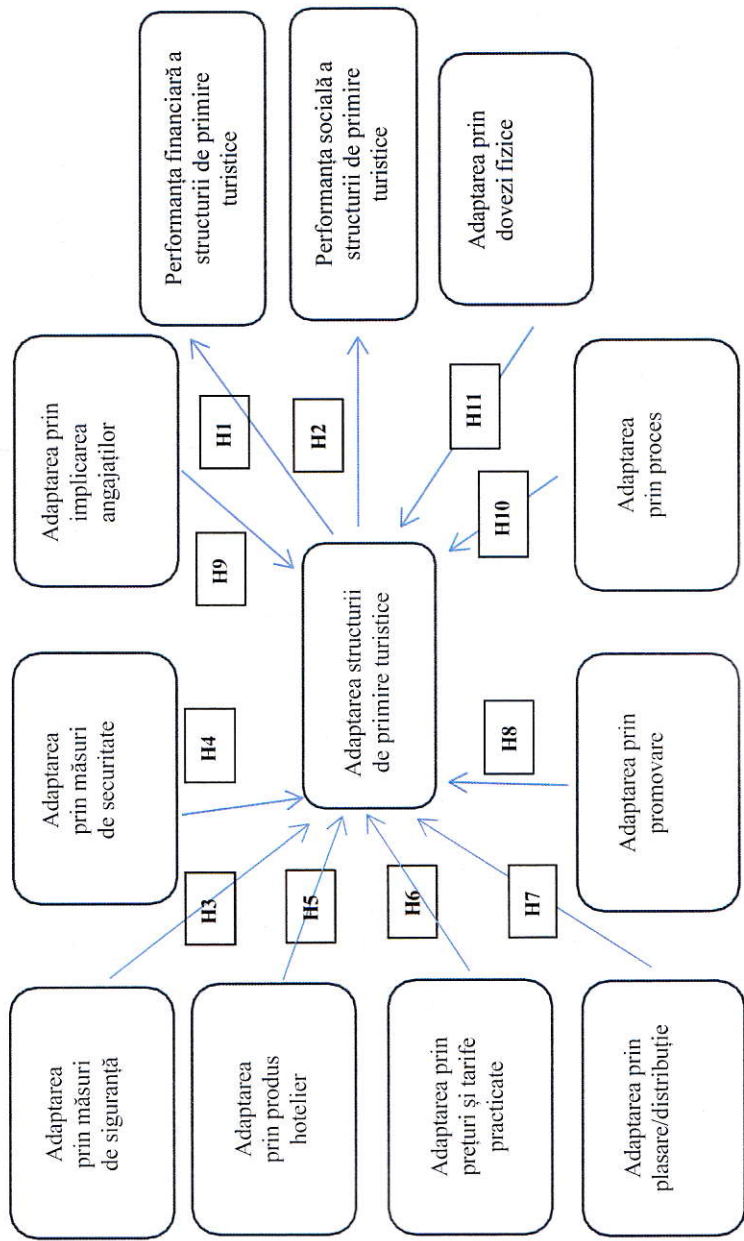 Adaptarea
prin măsuri
de siguranță
Adaptarea
prin măsuri
de securitate
Adaptarea prin
implicarea
angajaților
Performanța financiară a
structurii de primire
turistice
H3
H4
H9
H1
Adaptarea
prin produs
hotelier
H5
Adaptarea structurii
de primire turistice
H2
Performanța socială a
structurii de primire
turistice
Adaptarea prin
prețuri și tarife
practicate
H6
H7
H8
H10
H11
Adaptarea prin
dovezi fizice
Adaptarea prin
plasare/distribuție
Adaptarea prin
promovare
Adaptarea
prin proces